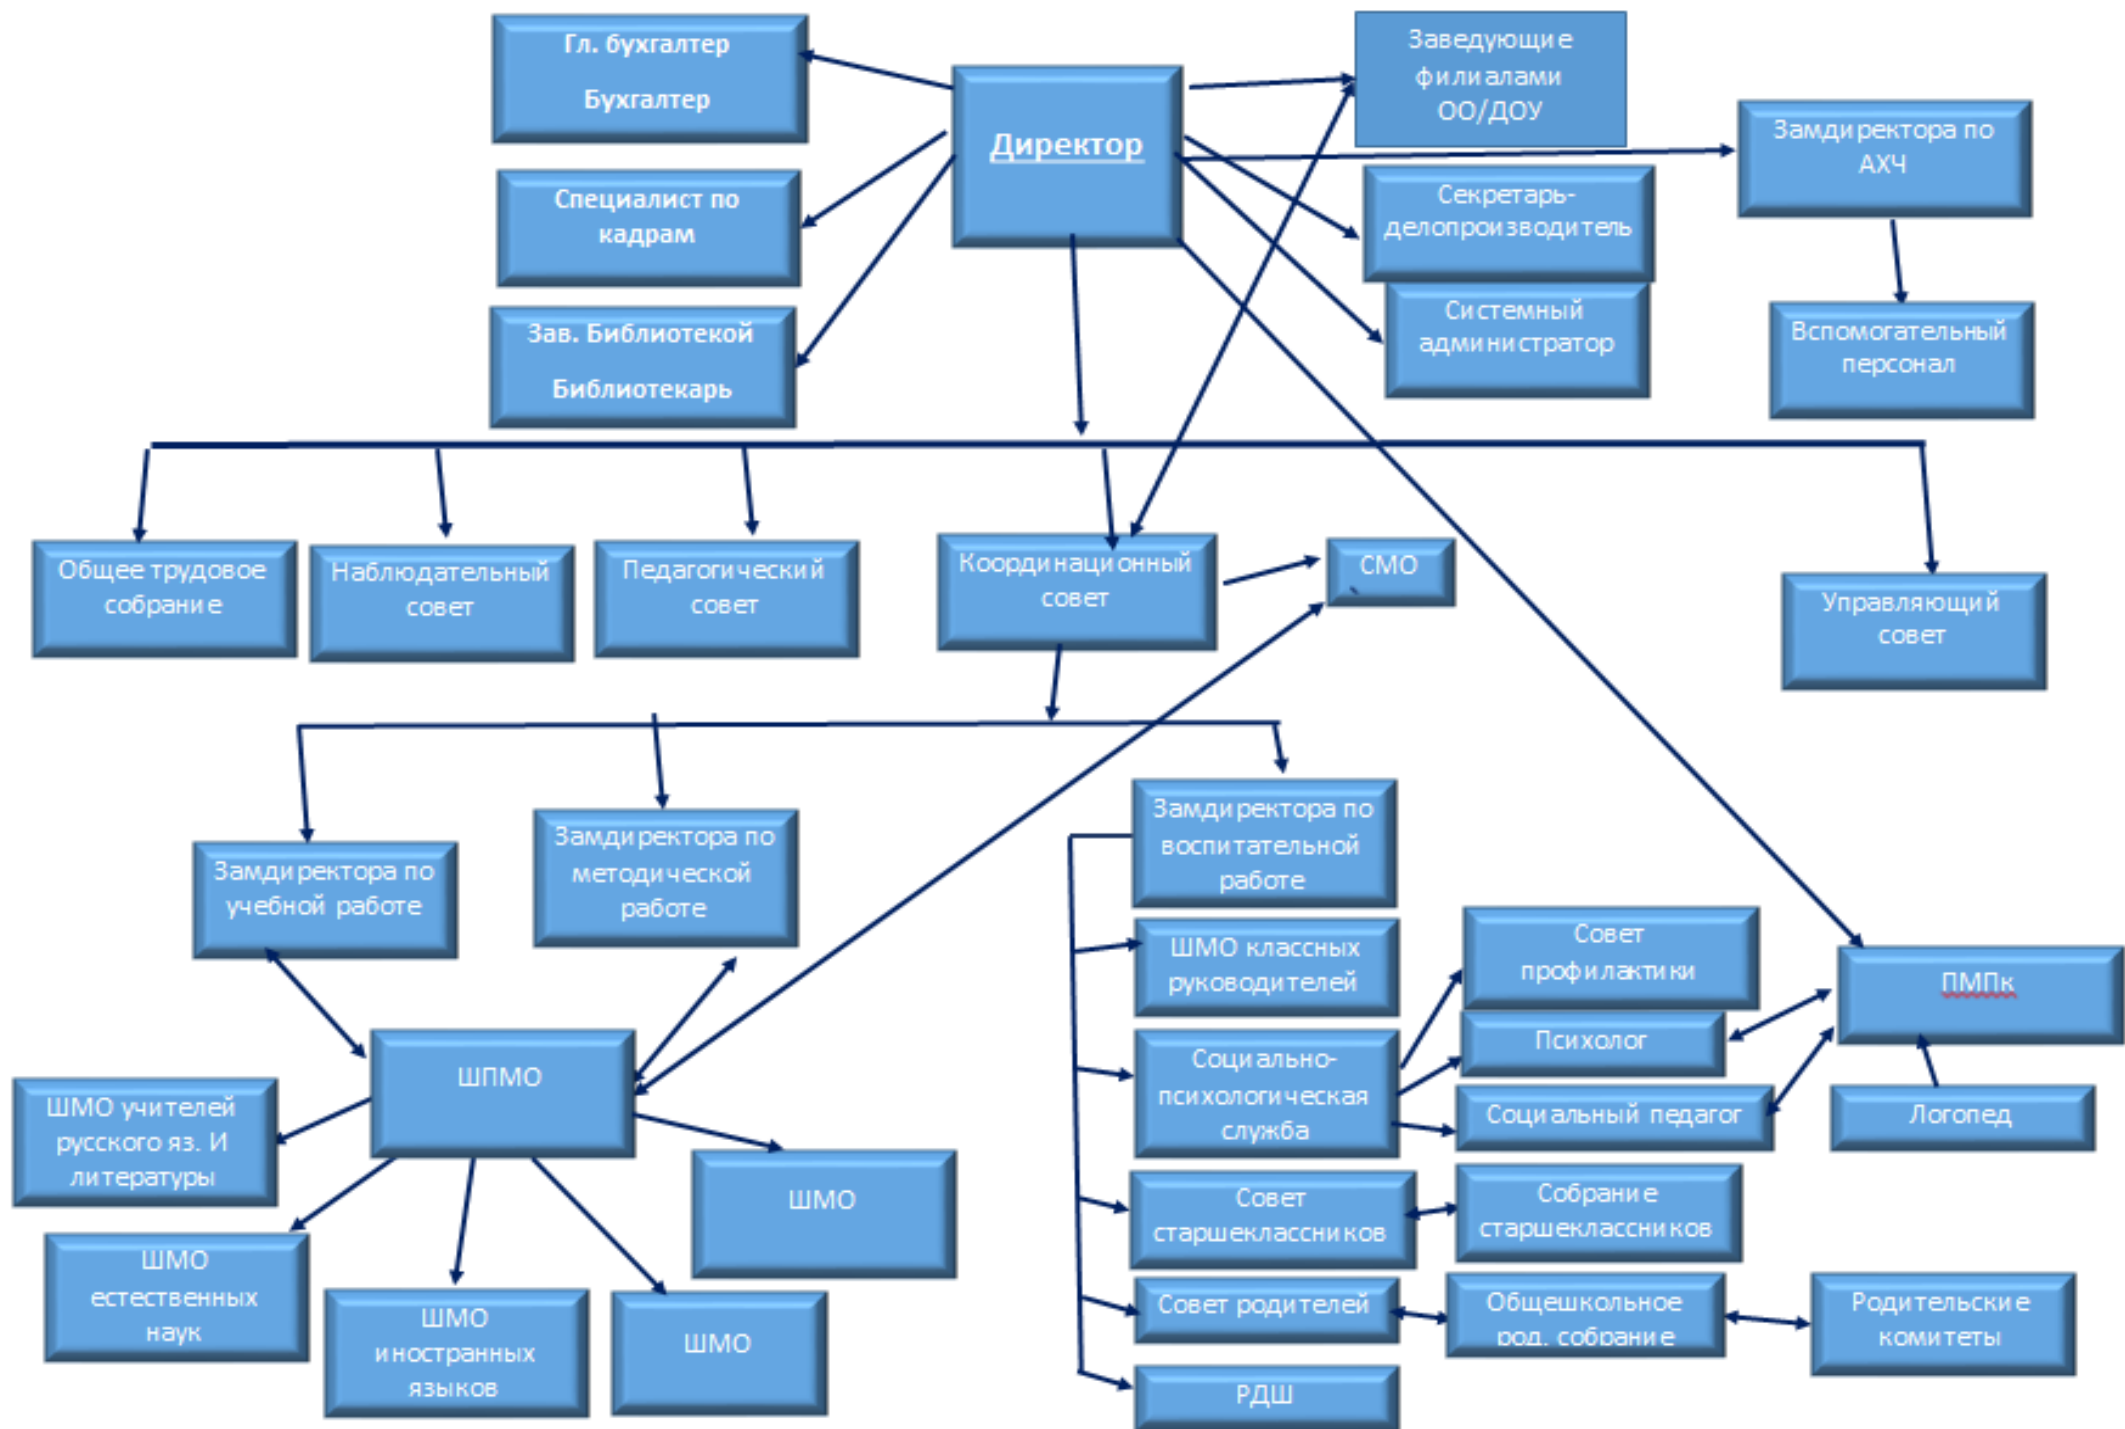 Гл. бухгалтер
Бухгалтер
Заведующие
филиалами
ОО/ДОУ
Директор
Замдиректора по
АХЧ
Специалист по
кадрам
Секретарь-
делопроизводитель
Зав. Библиотекой
Библиотекарь
Системный
администратор
Вспомогательный
персонал
Общее трудовое
собрание
Наблюдательный
совет
Педагогический
совет
Координационный
совет
СМО
Управляющий
совет
Замдиректора по
учебной работе
Замдиректора по
методической
работе
Замдиректора по
воспитательной
работе
ШМО классных
руководителей
Совет
профилактики
ПМПк
Социально-
психологическая
служба
Психолог
Социальный педагог
Логопед
ШПМО
ШМО учителей
русского яз. И
литературы
ШМО
ШМО
естественных
наук
ШМО
иностранных
языков
ШМО
Совет
старшеклассников
Собрание
старшеклассников
Совет родителей
Общешкольное
род. собрание
Родительские
комитеты
РДШ